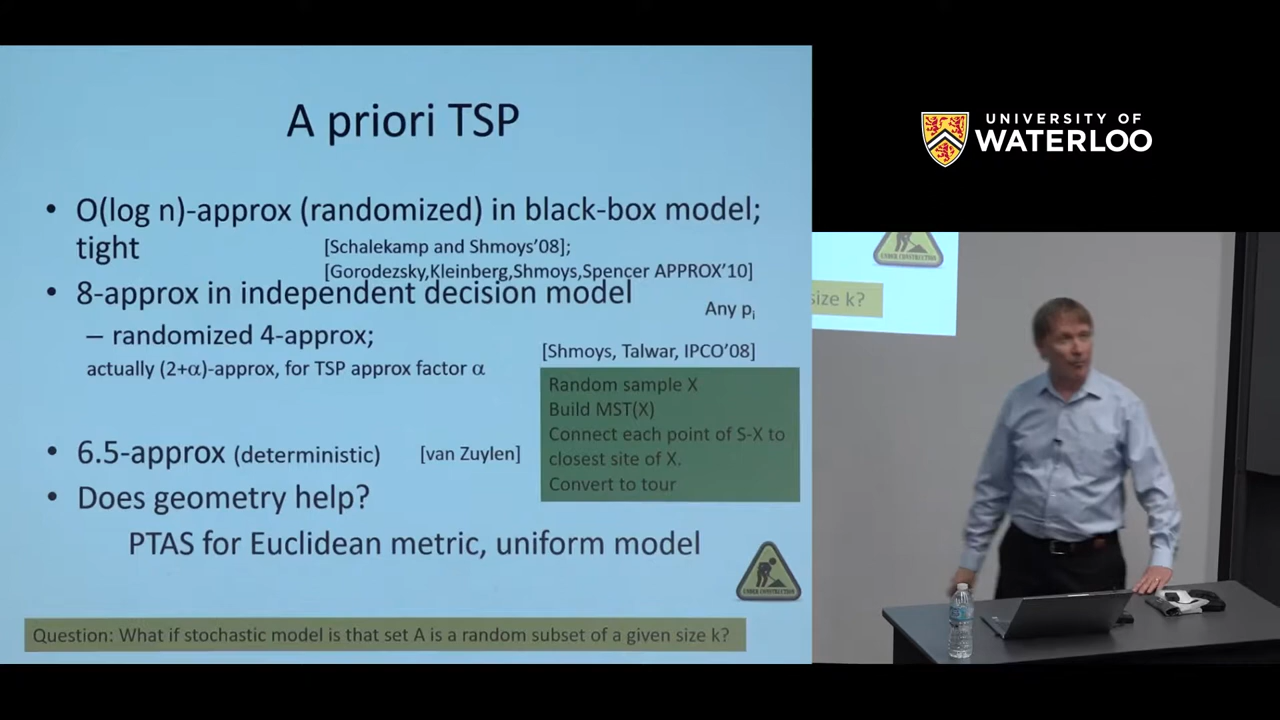 A priori TSP
• O(log n)-approx (randomized) in black-box model;
tight
[Schalekamp and Shmoys'08];
[Gorodezsky,Kleinberg,Shmoys,Spencer APPROX'10]
• 8-approx in independent decision model
Any pᵢ
– randomized 4-approx;
[Shmoys, Talwar, IPCO'08]
actually (2+α)-approx, for TSP approx factor α
Random sample X
Build MST(X)
Connect each point of S-X to
closest site of X.
Convert to tour
• 6.5-approx (deterministic)
[van Zuylen]
• Does geometry help?
PTAS for Euclidean metric, uniform model
UNDER CONSTRUCTION
Question: What if stochastic model is that set A is a random subset of a given size k?
UNIVERSITY OF
WATERLOO
UNDER CONSTRUCTION
size k?